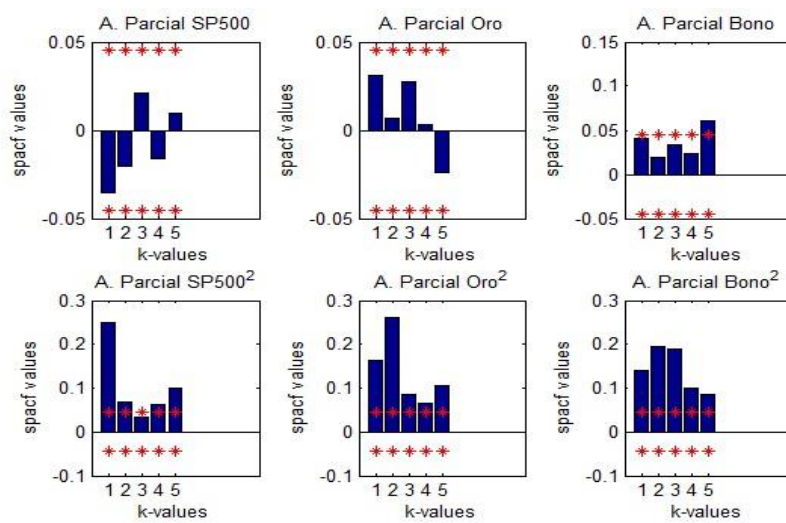 A. Parcial SP500
A. Parcial Oro
A. Parcial Bono
0.05
0
-0.05
spacf values
1 2 3 4 5
k-values
0.05
0
-0.05
spacf values
1 2 3 4 5
k-values
0.15
0.1
0.05
0
-0.05
spacf values
1 2 3 4 5
k-values
A. Parcial SP500²
A. Parcial Oro²
A. Parcial Bono²
0.3
0.2
0.1
0
-0.1
spacf values
1 2 3 4 5
k-values
0.3
0.2
0.1
0
-0.1
spacf values
1 2 3 4 5
k-values
0.3
0.2
0.1
0
-0.1
spacf values
1 2 3 4 5
k-values